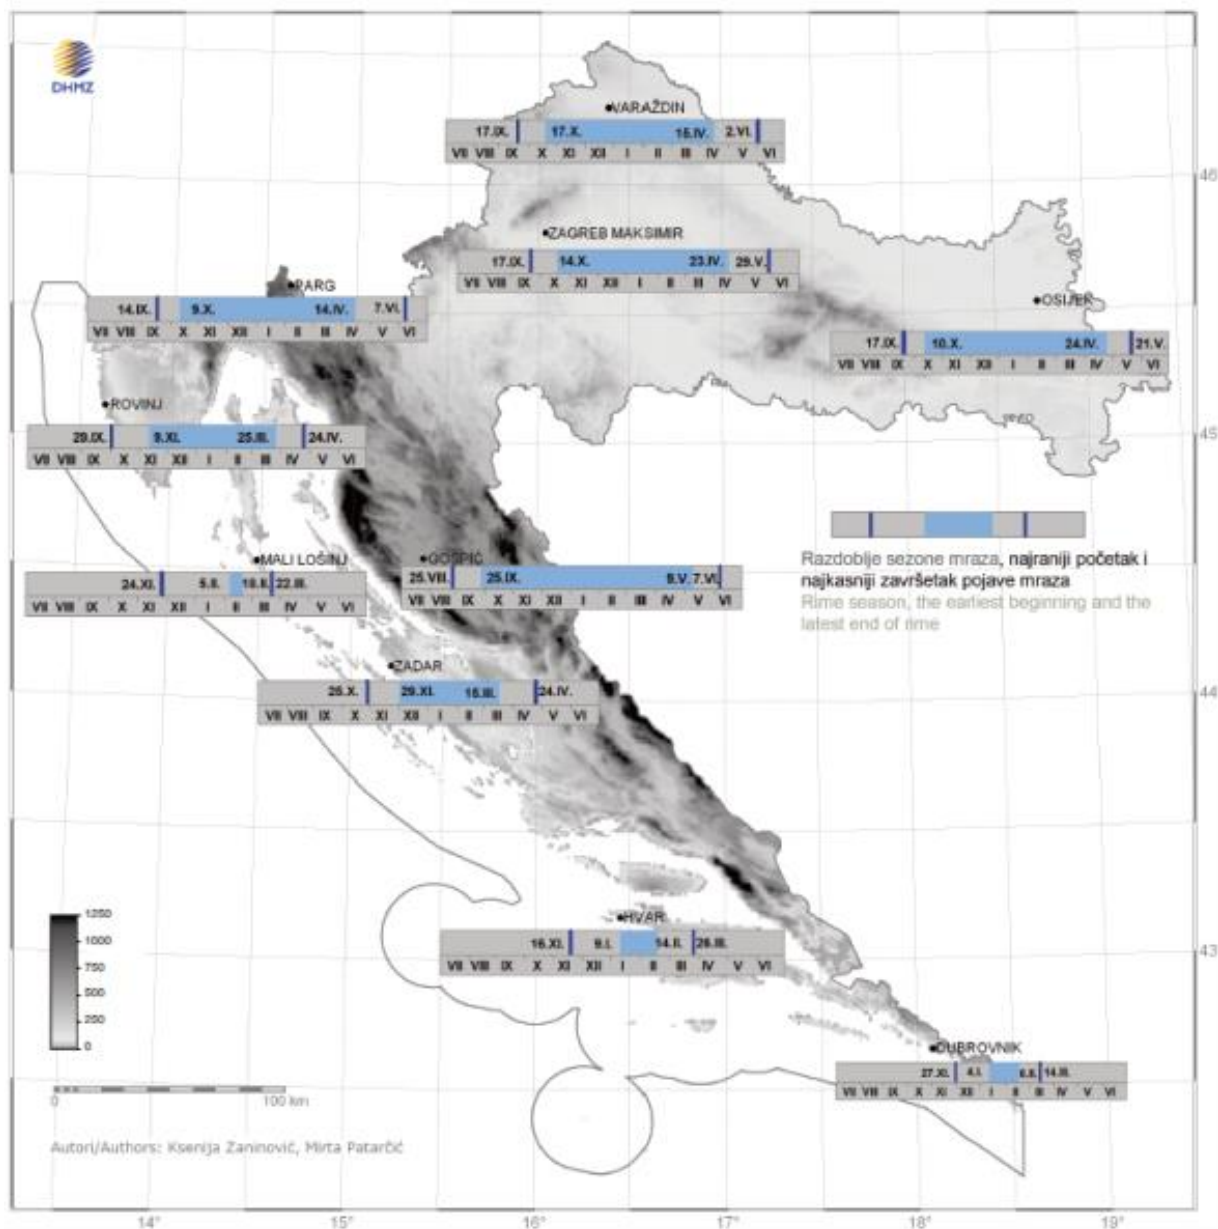 DHMZ
VARAŽDIN
17.IX. 17.X. 15.IV. 2.VI.
VII VIII IX X XI XII I II III IV V VI
46
ZAGREB MAKSIMIR
17.IX. 14.X. 23.IV. 29.V.
VII VIII IX X XI XII I II III IV V VI
PARG
14.IX. 9.X. 14.IV. 7.VI.
VII VIII IX X XI XII I II III IV V VI
OSIJEK
17.IX. 10.X. 24.IV. 21.V.
VII VIII IX X XI XII I II III IV V VI
ROVINJ
29.IX. 9.XI. 25.III. 24.IV.
VII VIII IX X XI XII I II III IV V VI
45
MALI LOŠINJ
24.XI. 5.II. 18.II. 22.III.
VII VIII IX X XI XII I II III IV V VI
GOSPIĆ
25.VIII. 25.IX. 9.V. 7.VI.
VII VIII IX X XI XII I II III IV V VI
Razdoblje sezone mraza, najraniji početak i
najkasniji završetak pojave mraza
Rime season, the earliest beginning and the
latest end of rime
ZADAR
25.X. 29.XI. 15.III. 24.IV.
VII VIII IX X XI XII I II III IV V VI
44
HVAR
16.XI. 9.I. 14.II. 26.III.
VII VIII IX X XI XII I II III IV V VI
43
1250
1000
750
500
250
0
DUBROVNIK
27.XI. 4.I. 8.II. 14.III.
VII VIII IX X XI XII I II III IV V VI
0 100 km
Autori/Authors: Ksenija Zaninović, Mirta Patarčić
14° 15° 16° 17° 18° 19°